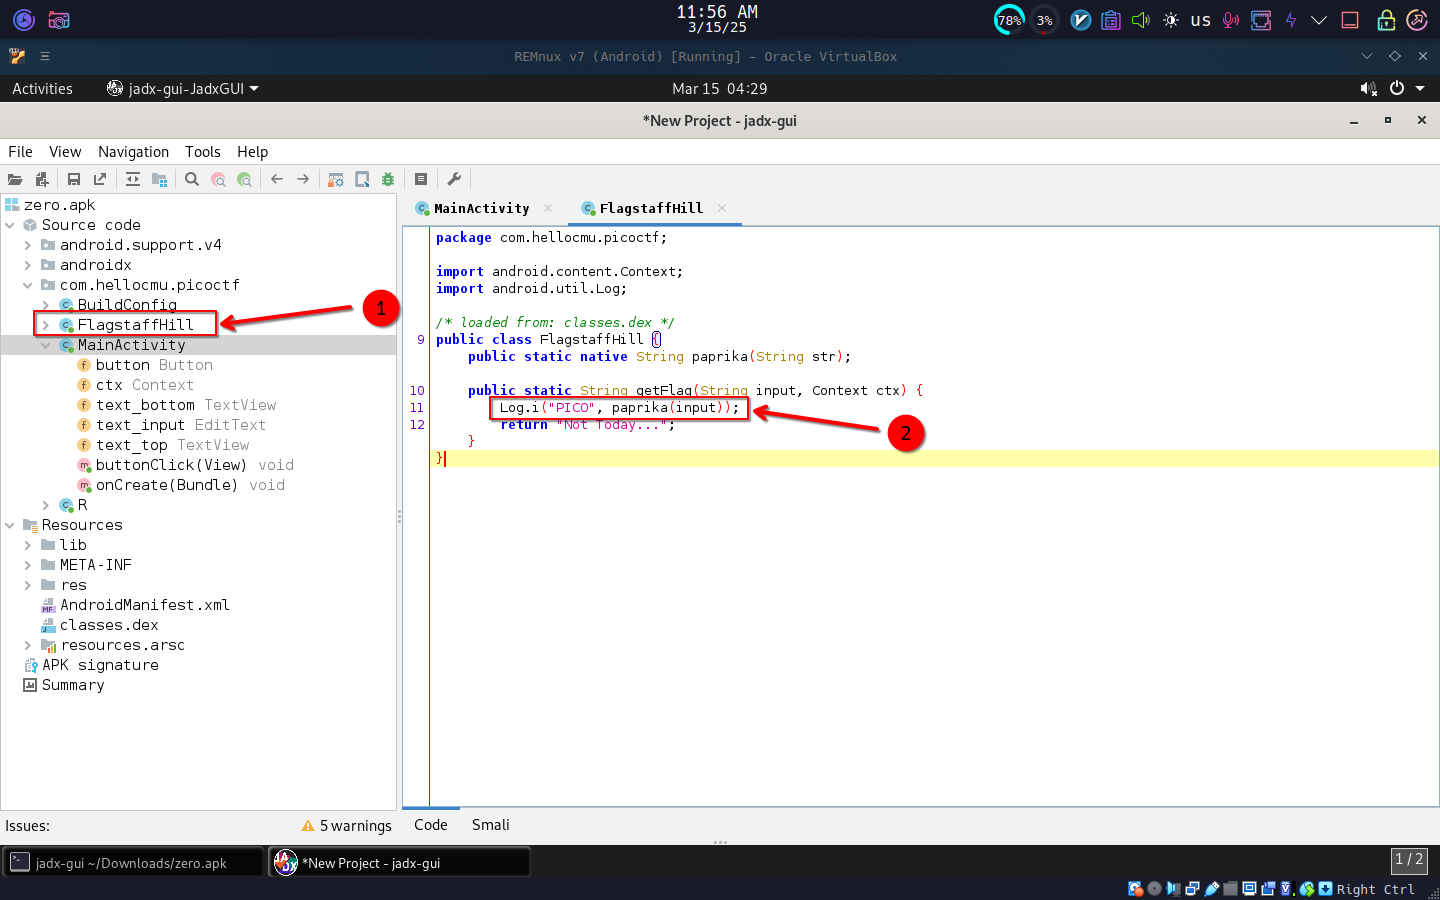 11:56 AM
3/15/25
78%
3%
us
REMnux v7 (Android) [Running] - Oracle VirtualBox
Activities
jadx-gui-JadxGUI
Mar 15 04:29
*New Project - jadx-gui
File View Navigation Tools Help
zero.apk
Source code
android.support.v4
androidx
com.hellocmu.picoctf
BuildConfig
FlagstaffHill
MainActivity
button Button
ctx Context
text_bottom TextView
text_input EditText
text_top TextView
buttonClick(View) void
onCreate(Bundle) void
R
Resources
lib
META-INF
res
AndroidManifest.xml
classes.dex
resources.arsc
APK signature
Summary
1
MainActivity
FlagstaffHill
package com.hellocmu.picoctf;
import android.content.Context;
import android.util.Log;
/* loaded from: classes.dex */
9 public class FlagstaffHill {
public static native String paprika(String str);
10 public static String getFlag(String input, Context ctx) {
11 Log.i("PICO", paprika(input));
12 return "Not Today...";
}
}
2
Issues:
5 warnings
Code Smali
jadx-gui ~/Downloads/zero.apk
*New Project - jadx-gui
1 / 2
Right Ctrl